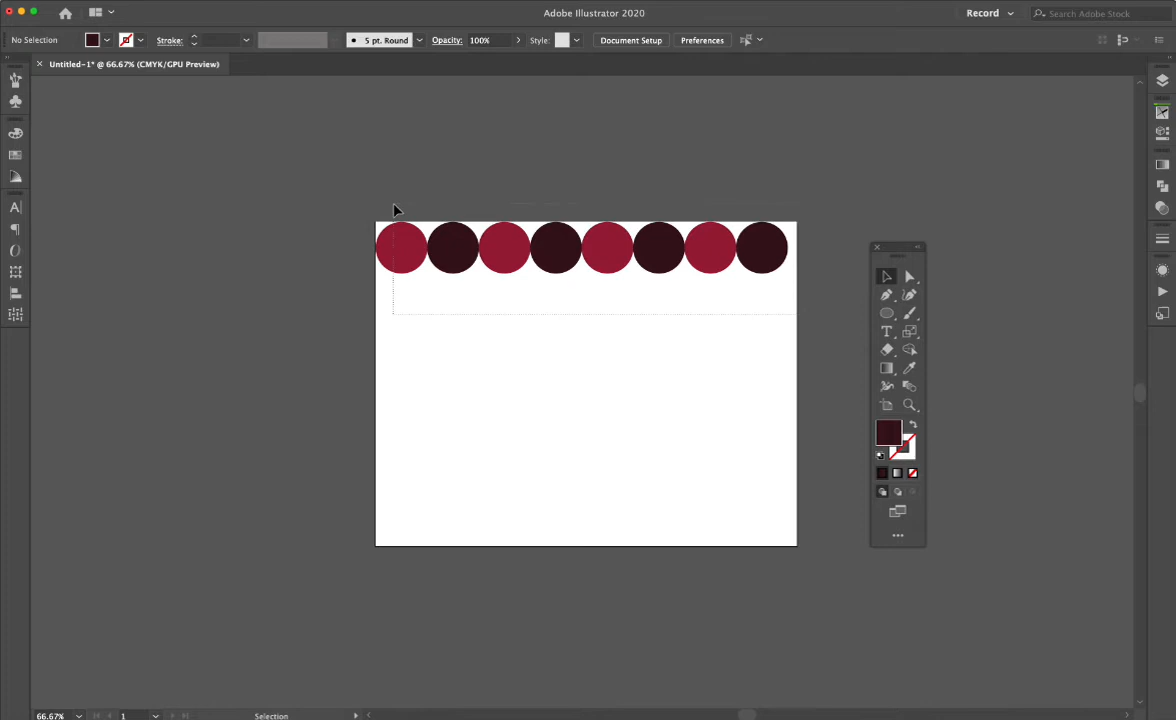 Adobe Illustrator 2020
Record
Search Adobe Stock
No Selection
Stroke:
5 pt. Round
Opacity:
100%
Style:
Document Setup
Preferences
Untitled-1* @ 66.67% (CMYK/GPU Preview)
66.67%
1
Selection